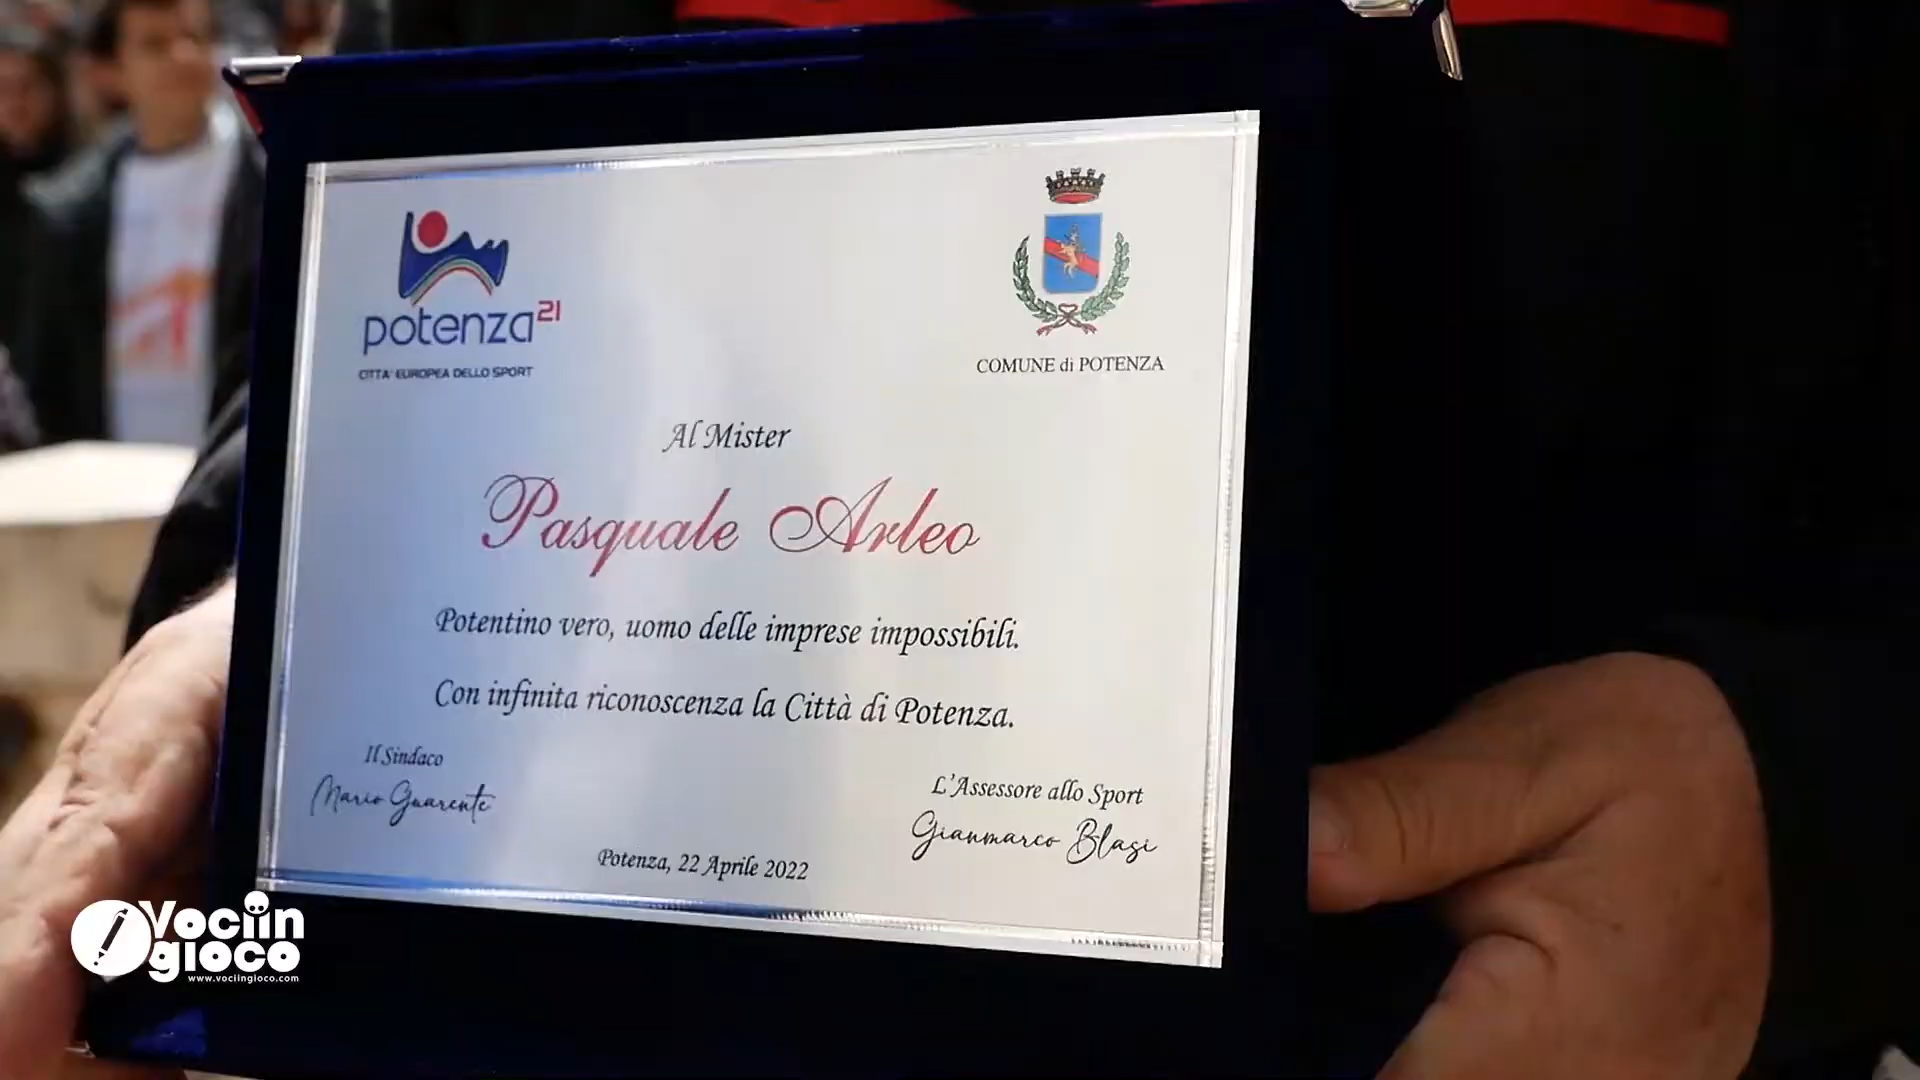 potenza21
CITTA' EUROPEA DELLO SPORT
COMUNE di POTENZA
Al Mister
Pasquale Arleo
Potentino vero, uomo delle imprese impossibili.
Con infinita riconoscenza la Città di Potenza.
Il Sindaco
Mario Guarente
L'Assessore allo Sport
Gianmarco Blasi
Potenza, 22 Aprile 2022
Vociin
gioco
www.vociingioco.com